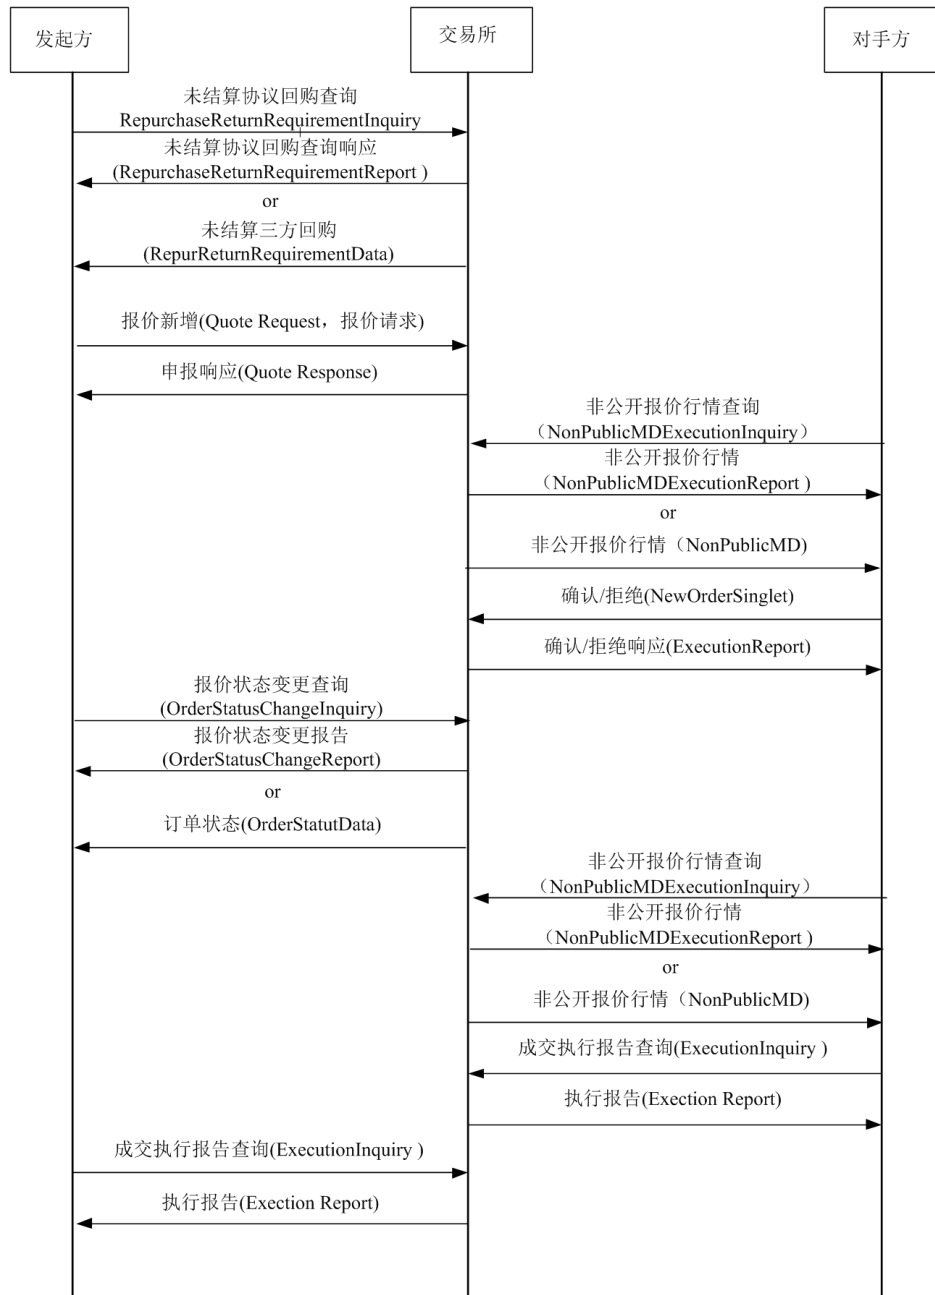 发起方
交易所
对手方
未结算协议回购查询
RepurchaseReturnRequirementInquiry
未结算协议回购查询响应
(RepurchaseReturnRequirementReport )
or
未结算三方回购
(RepurReturnRequirementData)
报价新增(Quote Request，报价请求)
申报响应(Quote Response)
非公开报价行情查询
（NonPublicMDExecutionInquiry）
非公开报价行情
（NonPublicMDExecutionReport )
or
非公开报价行情（NonPublicMD)
确认/拒绝(NewOrderSinglet)
确认/拒绝响应(ExecutionReport)
报价状态变更查询
(OrderStatusChangeInquiry)
报价状态变更报告
(OrderStatusChangeReport)
or
订单状态(OrderStatutData)
非公开报价行情查询
（NonPublicMDExecutionInquiry）
非公开报价行情
（NonPublicMDExecutionReport )
or
非公开报价行情（NonPublicMD)
成交执行报告查询(ExecutionInquiry )
执行报告(Exection Report)
成交执行报告查询(ExecutionInquiry )
执行报告(Exection Report)